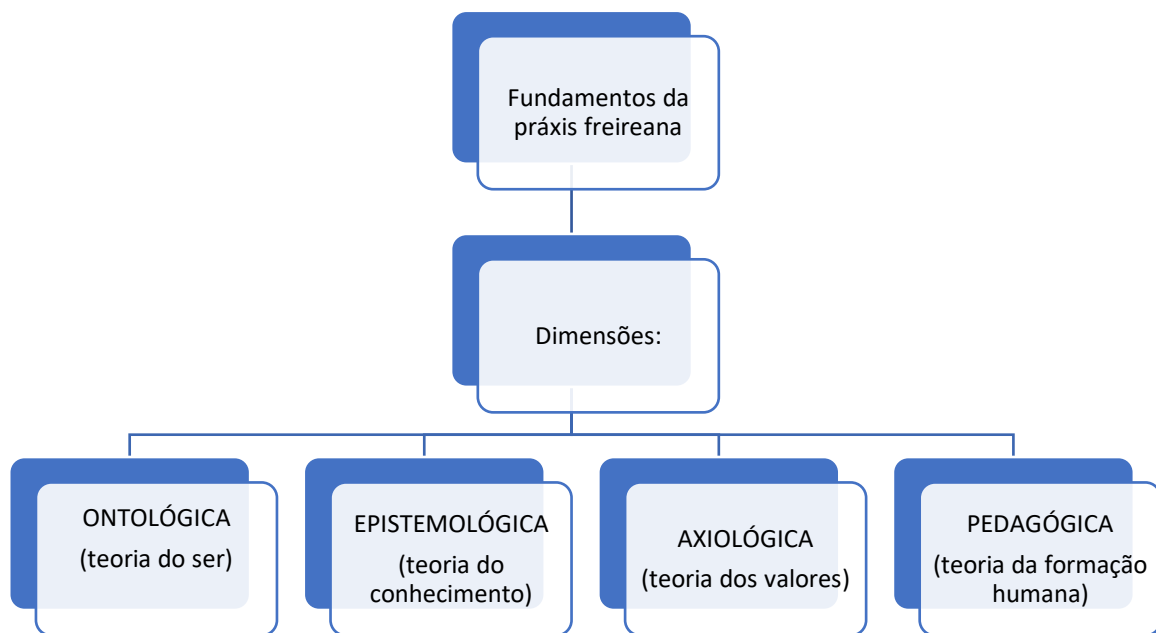 Fundamentos da
práxis freireana
Dimensões:
ONTOLÓGICA
(teoria do ser)
EPISTEMOLÓGICA
(teoria do
conhecimento)
AXIOLÓGICA
(teoria dos valores)
PEDAGÓGICA
(teoria da formação
humana)